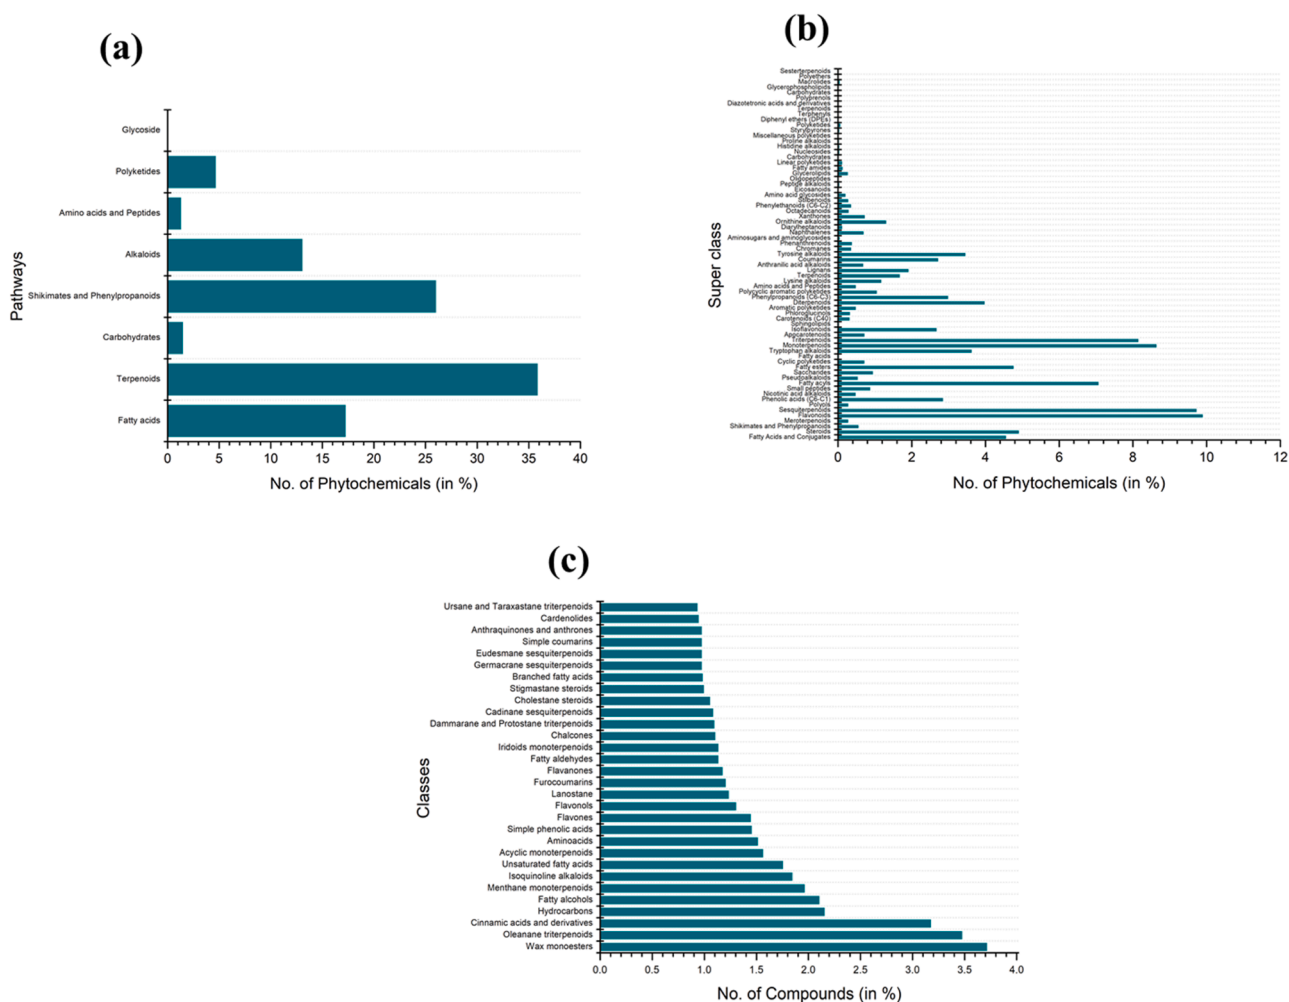 (a)
Pathways
Glycoside
Polyketides
Amino acids and Peptides
Alkaloids
Shikimates and Phenylpropanoids
Carbohydrates
Terpenoids
Fatty acids
0 5 10 15 20 25 30 35 40
No. of Phytochemicals (in %)
(b)
Super class
Sesterterpenoids
Polyethers
Macrolides
Glycerophospholipids
Carbohydrates
Polyprenols
Diazotetronic acids and derivatives
Terpenoids
Terphenyls
Diphenyl ethers (DPEs)
Polyketides
Styrylpyrones
Miscellaneous polyketides
Proline alkaloids
Histidine alkaloids
Nucleosides
Carbohydrates
Linear polyketides
Fatty amides
Glycerolipids
Oligopeptides
Peptide alkaloids
Eicosanoids
Amino acid glycosides
Stilbenoids
Phenylethanoids (C6-C2)
Octadecanoids
Xanthones
Ornithine alkaloids
Diarylheptanoids
Naphthalenes
Aminosugars and aminoglycosides
Phenanthrenoids
Chromanes
Tyrosine alkaloids
Coumarins
Anthranilic acid alkaloids
Lignans
Terpenoids
Lysine alkaloids
Amino acids and Peptides
Polycyclic aromatic polyketides
Phenylpropanoids (C6-C3)
Diterpenoids
Aromatic polyketides
Phloroglucinols
Carotenoids (C40)
Sphingolipids
Isoflavonoids
Apocarotenoids
Triterpenoids
Monoterpenoids
Tryptophan alkaloids
Fatty acids
Cyclic polyketides
Fatty esters
Saccharides
Pseudoalkaloids
Fatty acyls
Small peptides
Nicotinic acid alkaloids
Phenolic acids (C6-C1)
Polyols
Sesquiterpenoids
Flavonoids
Meroterpenoids
Shikimates and Phenylpropanoids
Steroids
Fatty Acids and Conjugates
0 2 4 6 8 10 12
No. of Phytochemicals (in %)
(c)
Classes
Ursane and Taraxastane triterpenoids
Cardenolides
Anthraquinones and anthrones
Simple coumarins
Eudesmane sesquiterpenoids
Germacrane sesquiterpenoids
Branched fatty acids
Stigmastane steroids
Cholestane steroids
Cadinane sesquiterpenoids
Dammarane and Protostane triterpenoids
Chalcones
Iridoids monoterpenoids
Fatty aldehydes
Flavanones
Furocoumarins
Lanostane
Flavonols
Flavones
Simple phenolic acids
Aminoacids
Acyclic monoterpenoids
Unsaturated fatty acids
Isoquinoline alkaloids
Menthane monoterpenoids
Fatty alcohols
Hydrocarbons
Cinnamic acids and derivatives
Oleanane triterpenoids
Wax monoesters
0.0 0.5 1.0 1.5 2.0 2.5 3.0 3.5 4.0
No. of Compounds (in %)